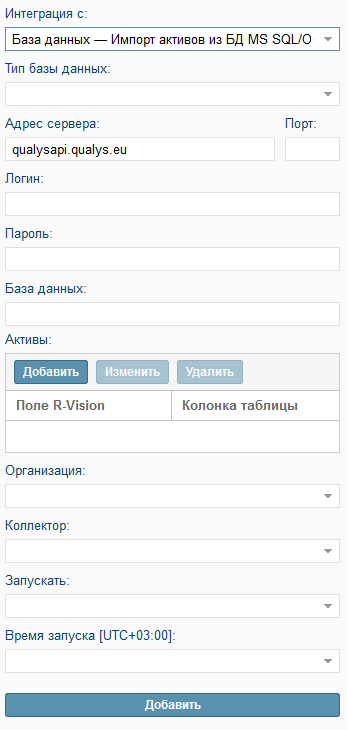 Интеграция с:
База данных — Импорт активов из БД MS SQL/O
Тип базы данных:
Адрес сервера: Порт:
qualysapi.qualys.eu
Логин:
Пароль:
База данных:
Активы:
Добавить Изменить Удалить
Поле R-Vision Колонка таблицы
Организация:
Коллектор:
Запускать:
Время запуска [UTC+03:00]:
Добавить